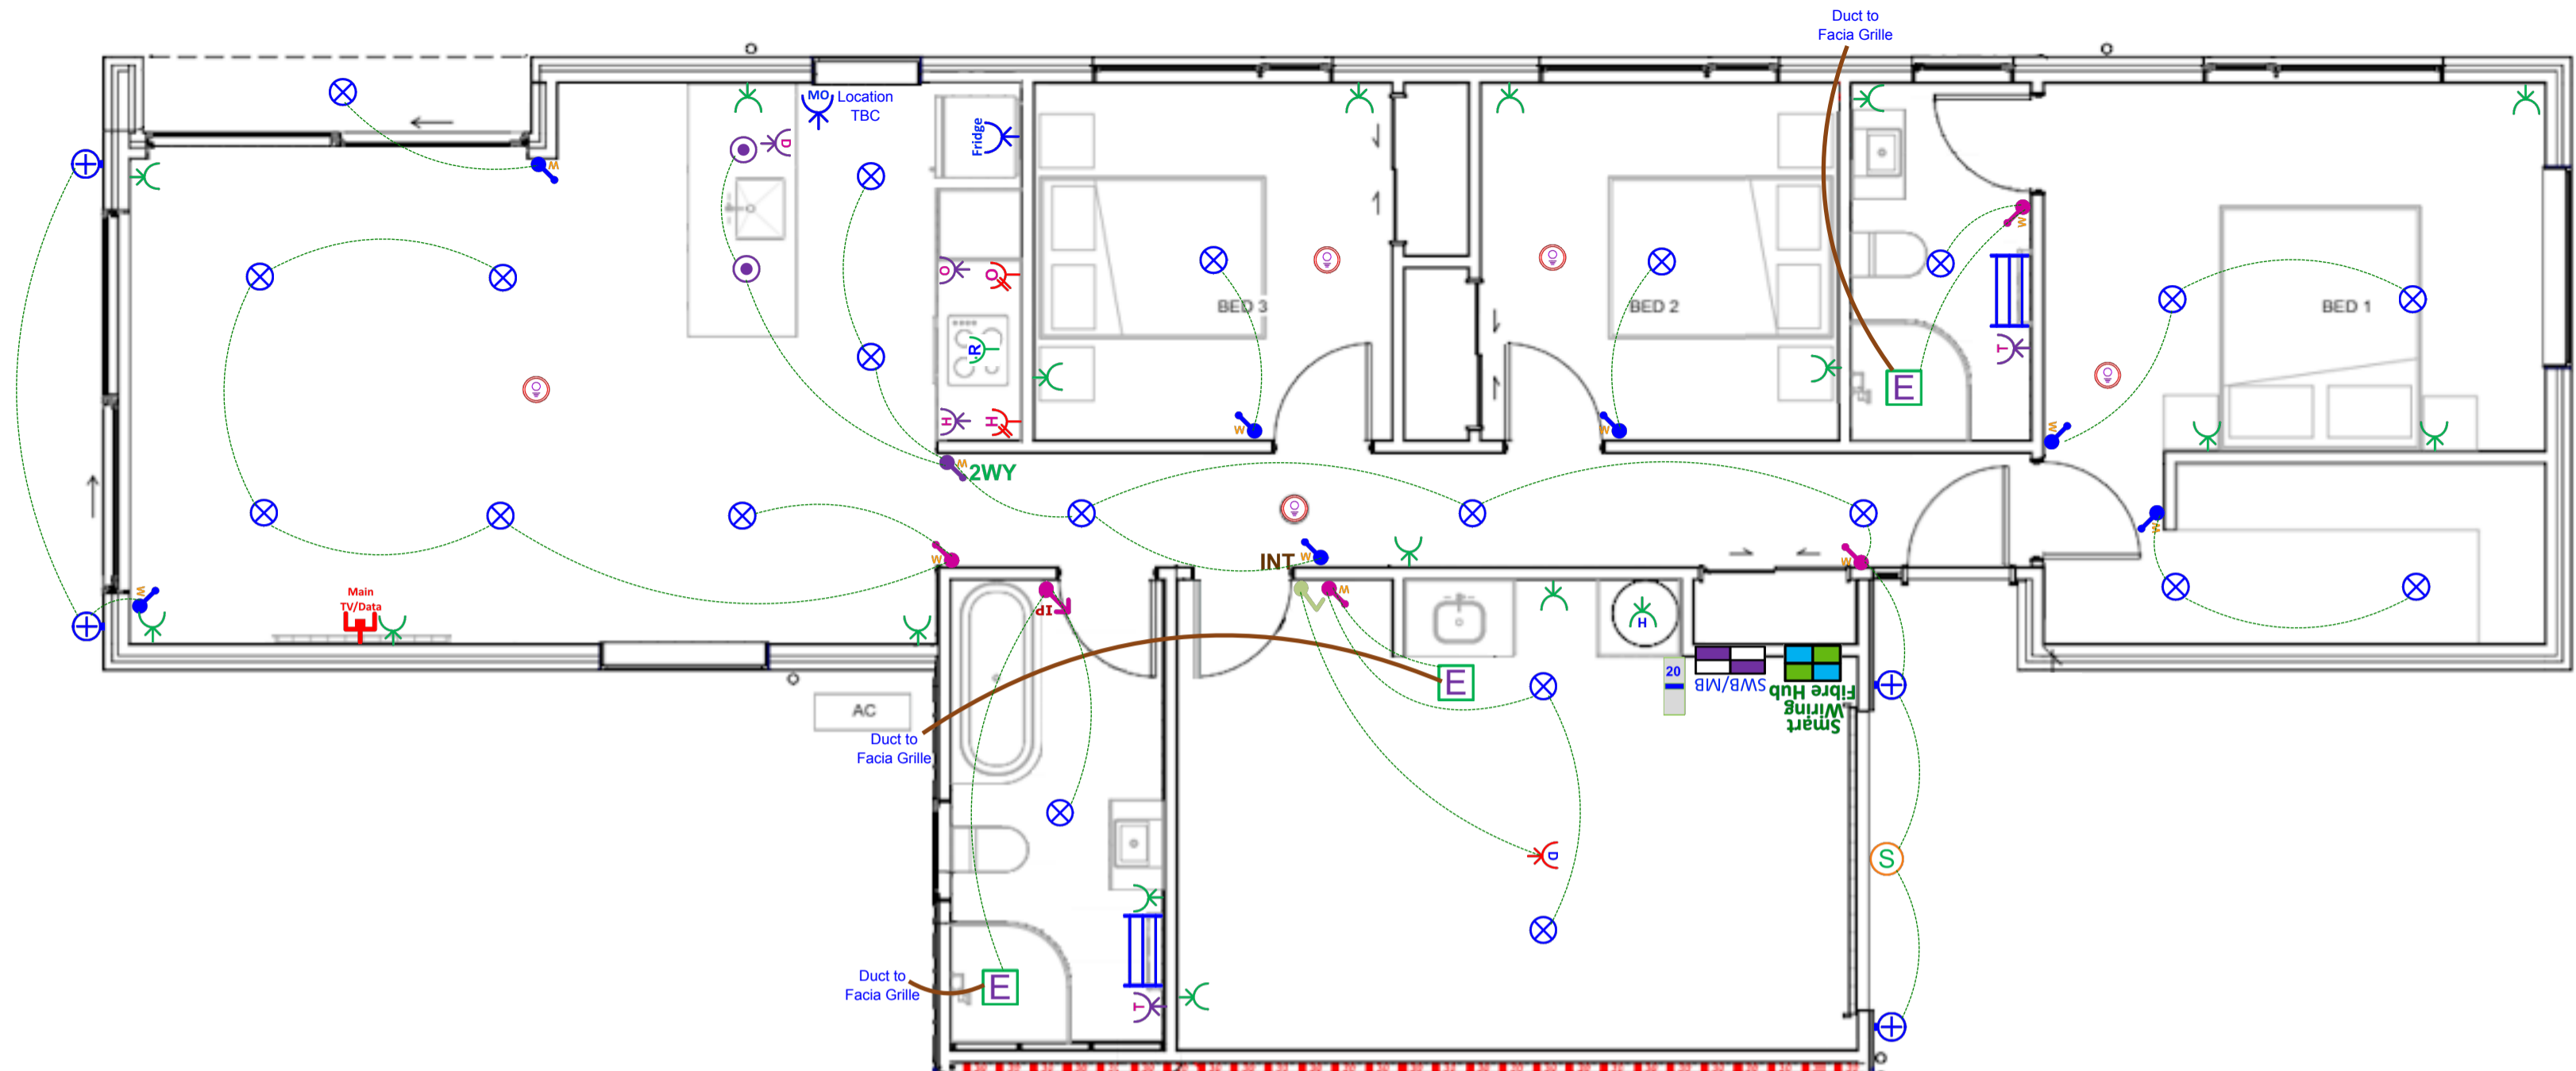 Duct to
Facia Grille
MO
Location
TBC
D
Fridge
W
W
O
O
BED 3
BED 2
BED 1
R
T
E
H
H
W
W
W
W
2WY
W
INT
W
W
W
W
W
Main
TV/Data
IP
H
E
20
SWB/MB
Smart
Wiring
Fibre Hub
AC
Duct to
Facia Grille
D
S
Duct to
Facia Grille
E
T